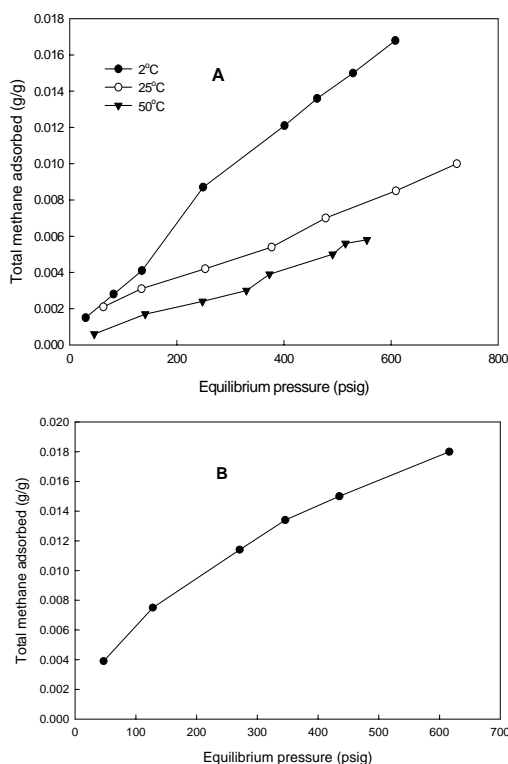 0.018
0.016
0.014
0.012
0.010
0.008
0.006
0.004
0.002
0.000
Total methane adsorbed (g/g)
A
2°C
25°C
50°C
0 200 400 600 800
Equilibrium pressure (psig)
0.020
0.018
0.016
0.014
0.012
0.010
0.008
0.006
0.004
0.002
0.000
Total methane adsorbed (g/g)
B
0 100 200 300 400 500 600 700
Equilibrium pressure (psig)